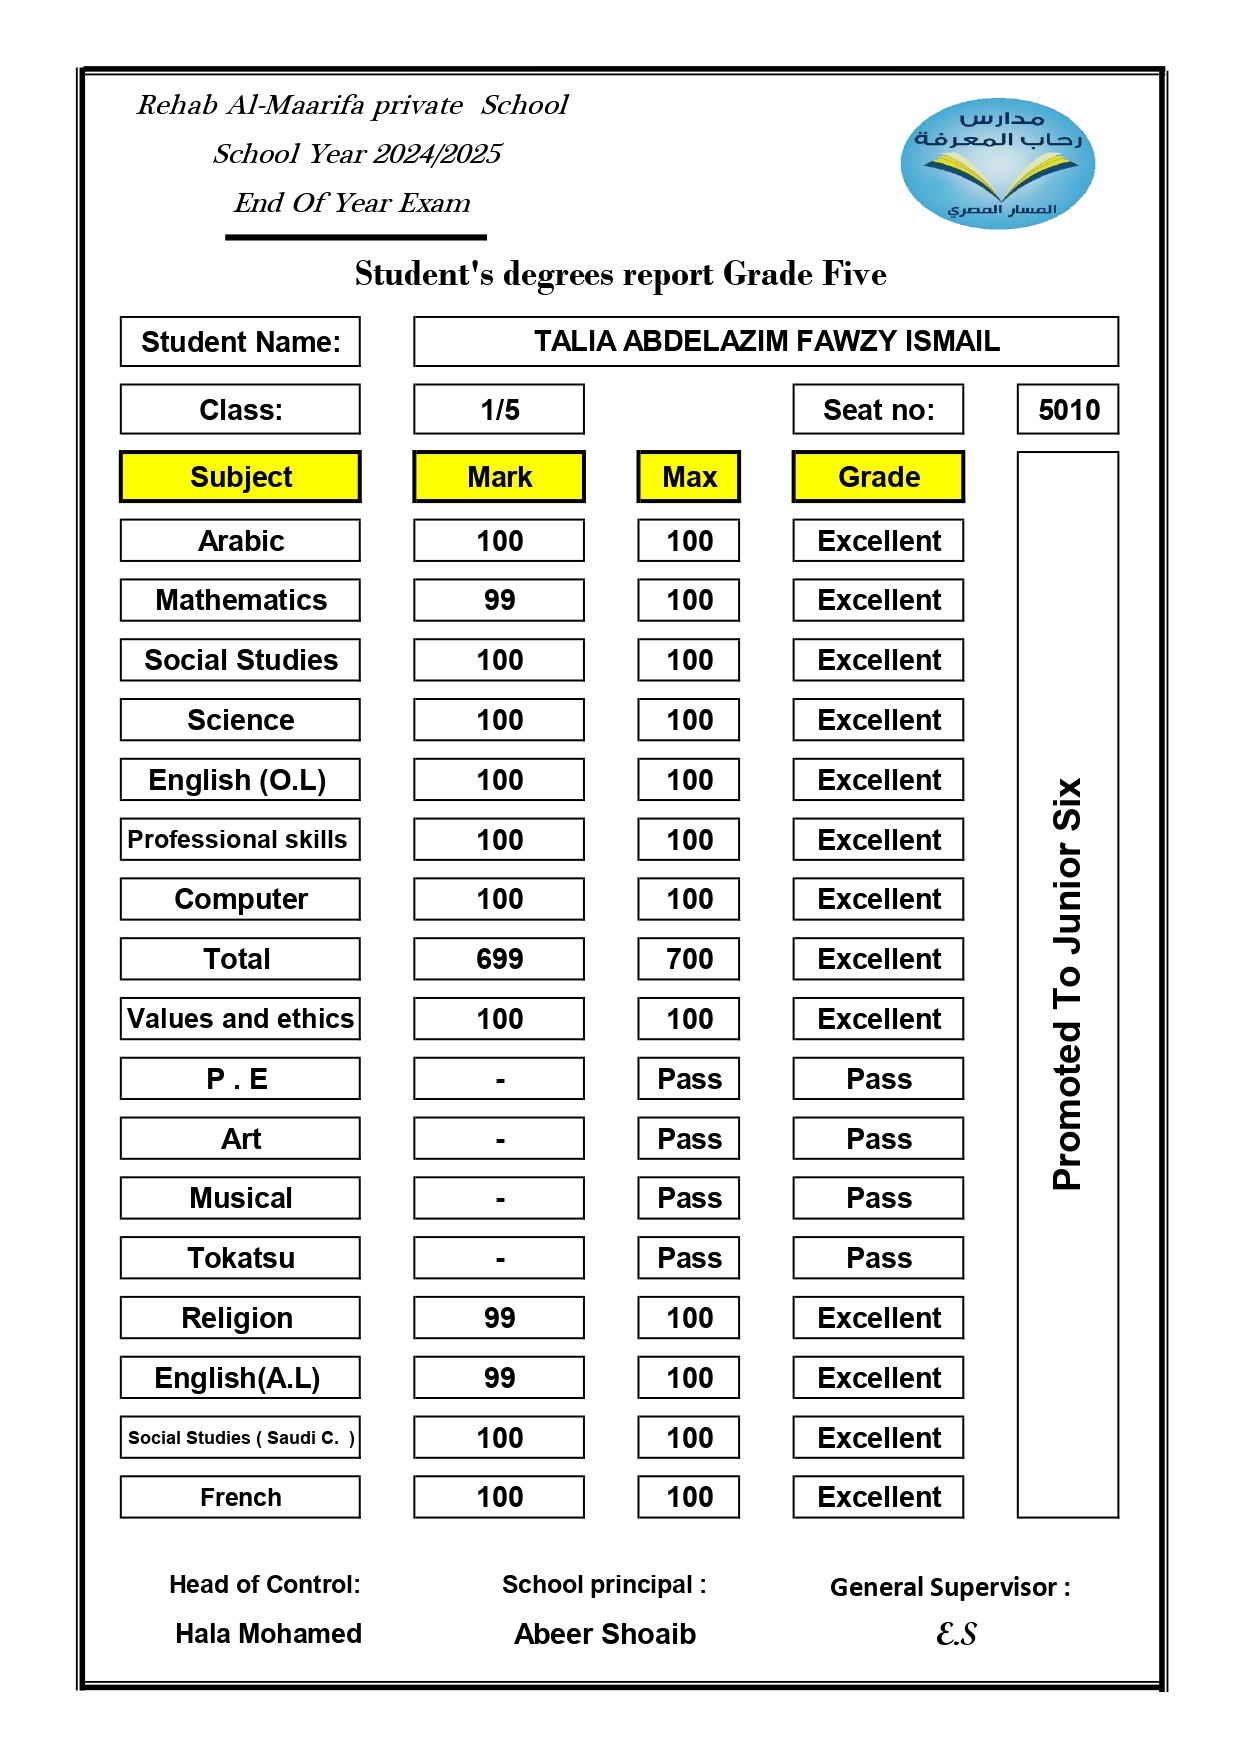 Rehab Al-Maarifa private School
School Year 2024/2025
End Of Year Exam
مدارس
رحاب المعرفة
المسار المصري
Student's degrees report Grade Five
Student Name: TALIA ABDELAZIM FAWZY ISMAIL
Class: 1/5 Seat no: 5010
Subject Mark Max Grade
Arabic 100 100 Excellent
Mathematics 99 100 Excellent
Social Studies 100 100 Excellent
Science 100 100 Excellent
English (O.L) 100 100 Excellent
Professional skills 100 100 Excellent
Computer 100 100 Excellent
Total 699 700 Excellent
Values and ethics 100 100 Excellent
P . E - Pass Pass
Art - Pass Pass
Musical - Pass Pass
Tokatsu - Pass Pass
Religion 99 100 Excellent
English(A.L) 99 100 Excellent
Social Studies ( Saudi C. ) 100 100 Excellent
French 100 100 Excellent
Promoted To Junior Six
Head of Control: School principal : General Supervisor :
Hala Mohamed Abeer Shoaib E.S